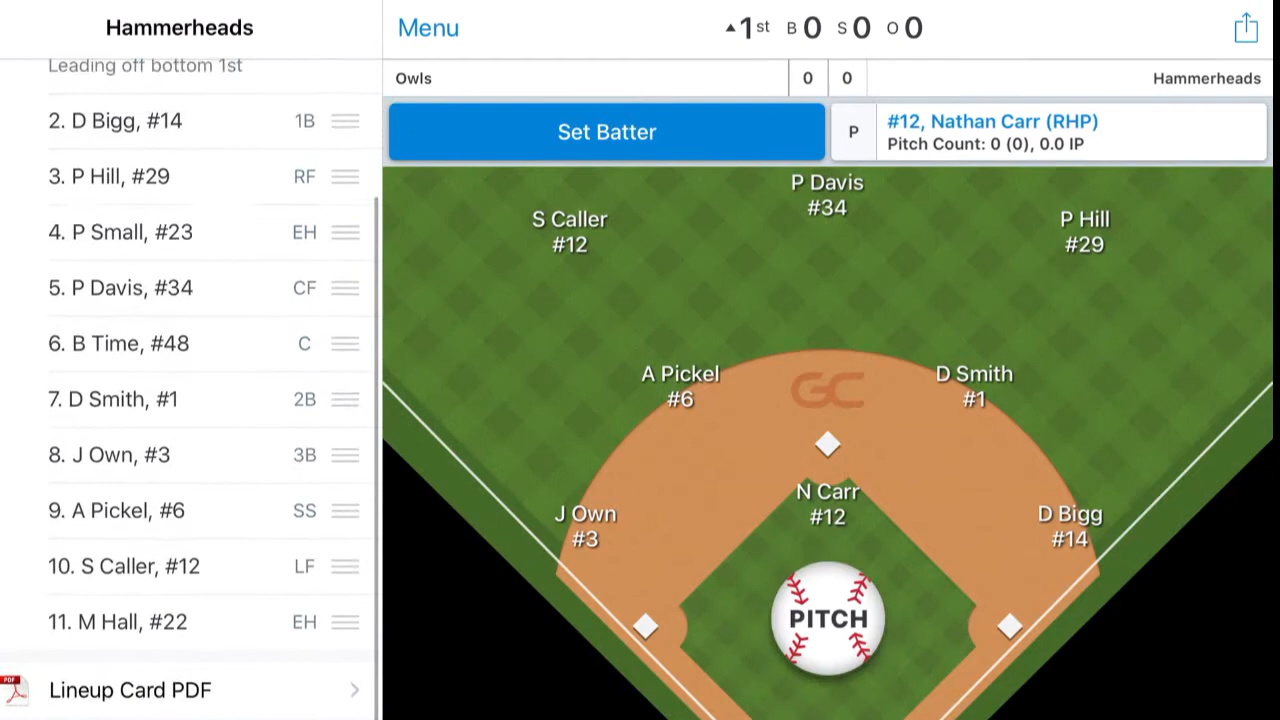 Hammerheads
Leading off bottom 1st
2. D Bigg, #14 1B
3. P Hill, #29 RF
4. P Small, #23 EH
5. P Davis, #34 CF
6. B Time, #48 C
7. D Smith, #1 2B
8. J Own, #3 3B
9. A Pickel, #6 SS
10. S Caller, #12 LF
11. M Hall, #22 EH
PDF
Lineup Card PDF
Menu
▲1st B 0 S 0 O 0
Owls 0 0 Hammerheads
Set Batter
P
#12, Nathan Carr (RHP)
Pitch Count: 0 (0), 0.0 IP
P Davis
#34
S Caller
#12
P Hill
#29
A Pickel
#6
GC
D Smith
#1
N Carr
#12
J Own
#3
D Bigg
#14
PITCH